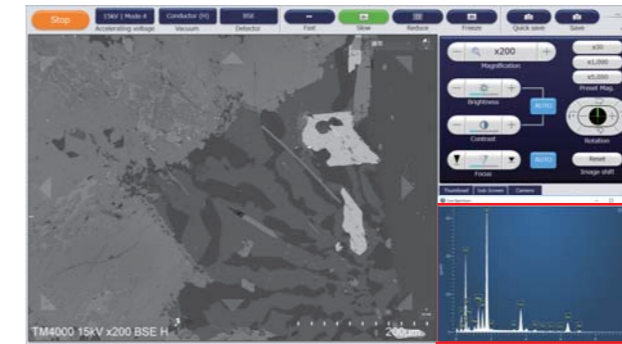 Stop
15kV | Mode 4
Accelerating voltage
Conductor (H)
Vacuum
BSE
Detector
Fast
Slow
Reduce
Freeze
Quick save
Save
x200
Magnification
x30
x1,000
x5,000
Preset Mag.
Brightness
AUTO
Contrast
Rotation
Focus
AUTO
Reset
Image shift
Thumbnail
Sub Screen
Camera
TM4000 15kV x200 BSE H
200µm